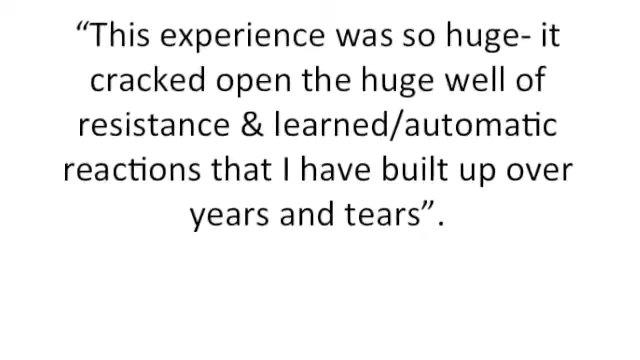 “This experience was so huge- it
cracked open the huge well of
resistance & learned/automatic
reactions that I have built up over
years and tears”.